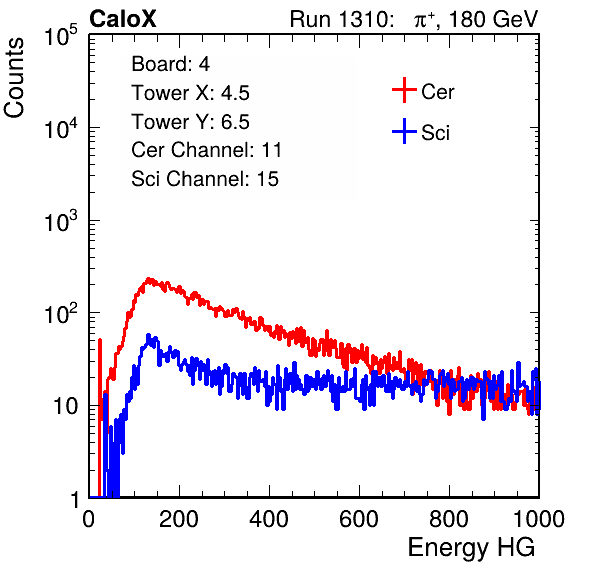 CaloX Run 1310: π⁺, 180 GeV
Counts
10⁵
10⁴
10³
10²
10
1
Board: 4
Tower X: 4.5
Tower Y: 6.5
Cer Channel: 11
Sci Channel: 15
Cer
Sci
0 200 400 600 800 1000
Energy HG